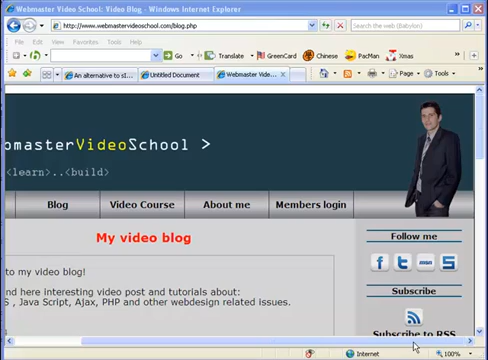 Webmaster Video School: Video Blog - Windows Internet Explorer
http://www.webmastervideoschool.com/blog.php
Search the web (Babylon)
File Edit View Favorites Tools Help
Go Translate GreenCard Chinese PacMan Xmas
An alternative to sI... Untitled Document Webmaster Vide... Page Tools
bmasterVideoSchool >
<learn>..<build>
Blog Video Course About me Members login
My video blog
Follow me
to my video blog!
nd here interesting video post and tutorials about:
S , Java Script, Ajax, PHP and other webdesign related issues.
Subscribe
Subscribe to RSS
Internet 100%